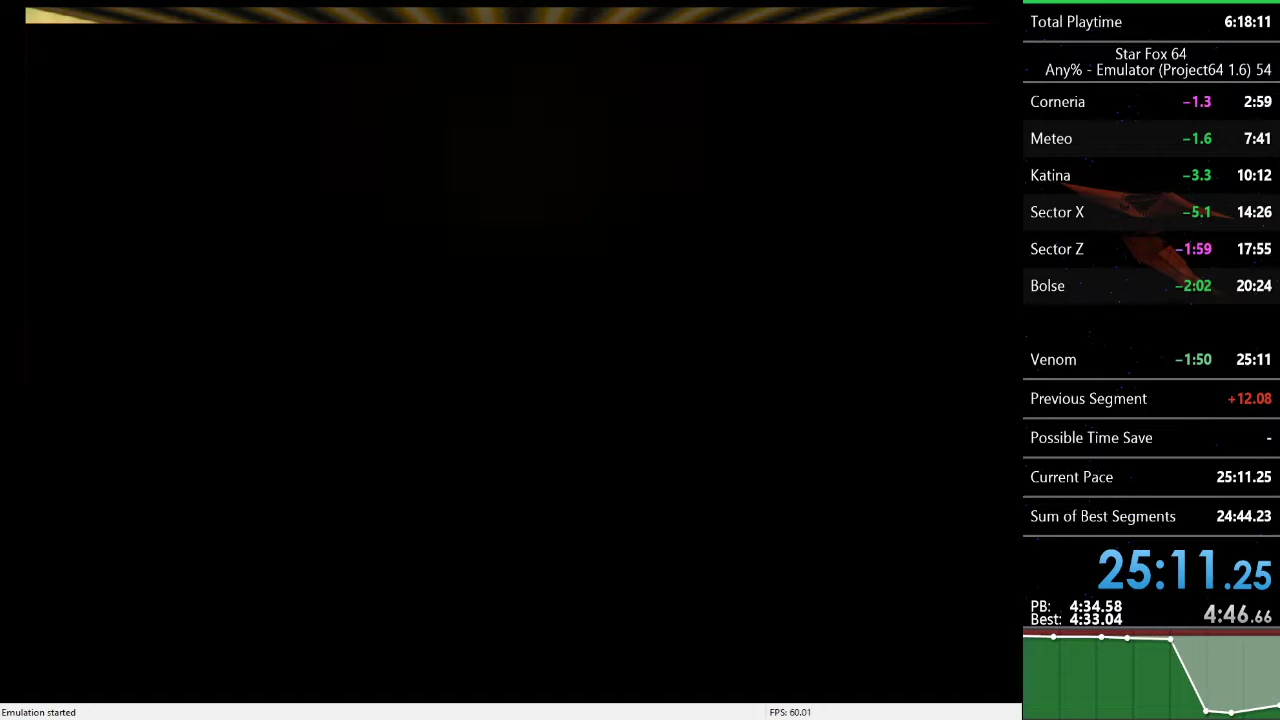 Total Playtime 6:18:11
Star Fox 64
Any% - Emulator (Project64 1.6) 54
Corneria −1.3 2:59
Meteo −1.6 7:41
Katina −3.3 10:12
Sector X −5.1 14:26
Sector Z −1:59 17:55
Bolse −2:02 20:24
Venom −1:50 25:11
Previous Segment +12.08
Possible Time Save -
Current Pace 25:11.25
Sum of Best Segments 24:44.23
25:11.25
PB: 4:34.58
Best: 4:33.04
4:46.66
Emulation started FPS: 60.01